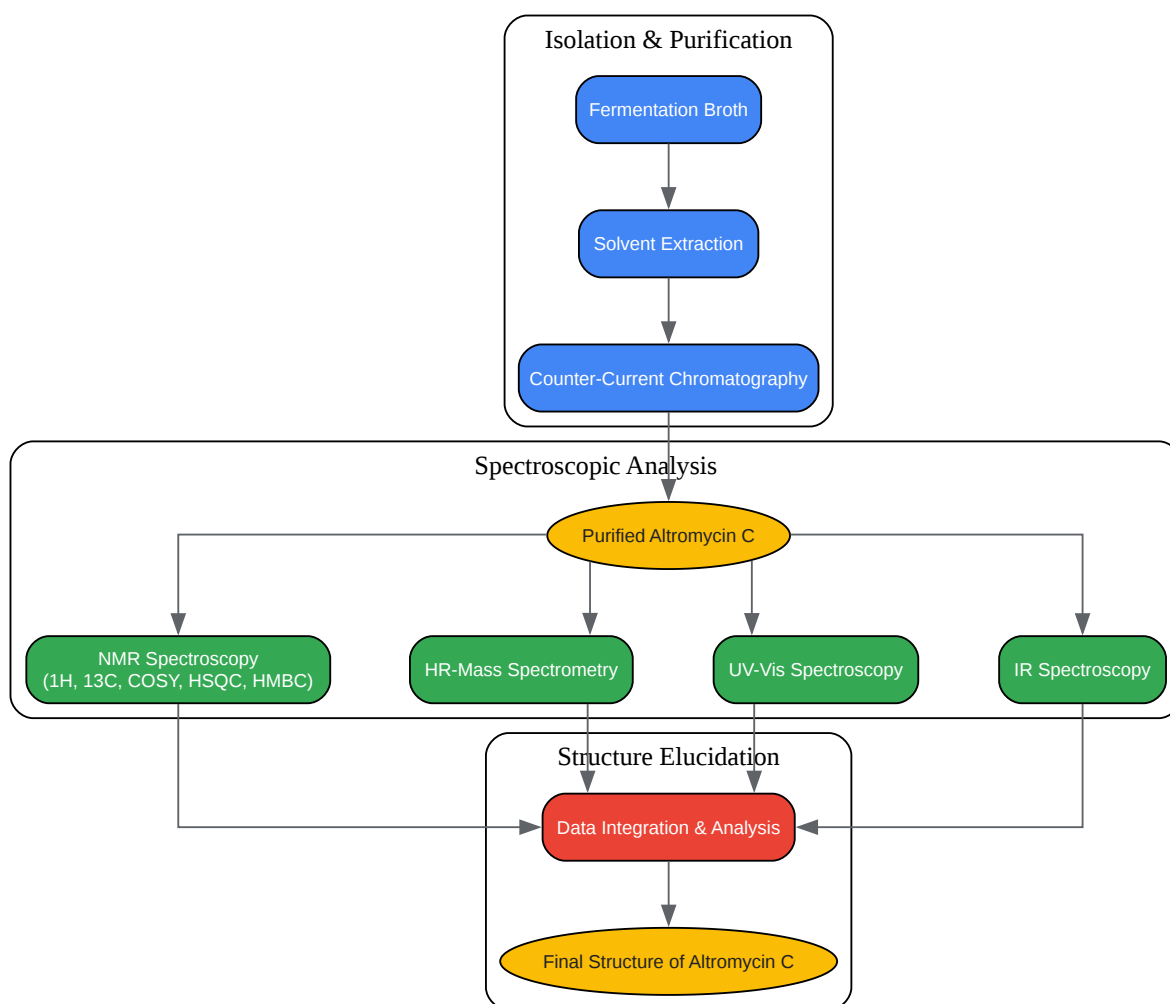 Isolation & Purification
Fermentation Broth
Solvent Extraction
Counter-Current Chromatography
Spectroscopic Analysis
Purified Altromycin C
NMR Spectroscopy
(1H, 13C, COSY, HSQC, HMBC)
HR-Mass Spectrometry
UV-Vis Spectroscopy
IR Spectroscopy
Structure Elucidation
Data Integration & Analysis
Final Structure of Altromycin C